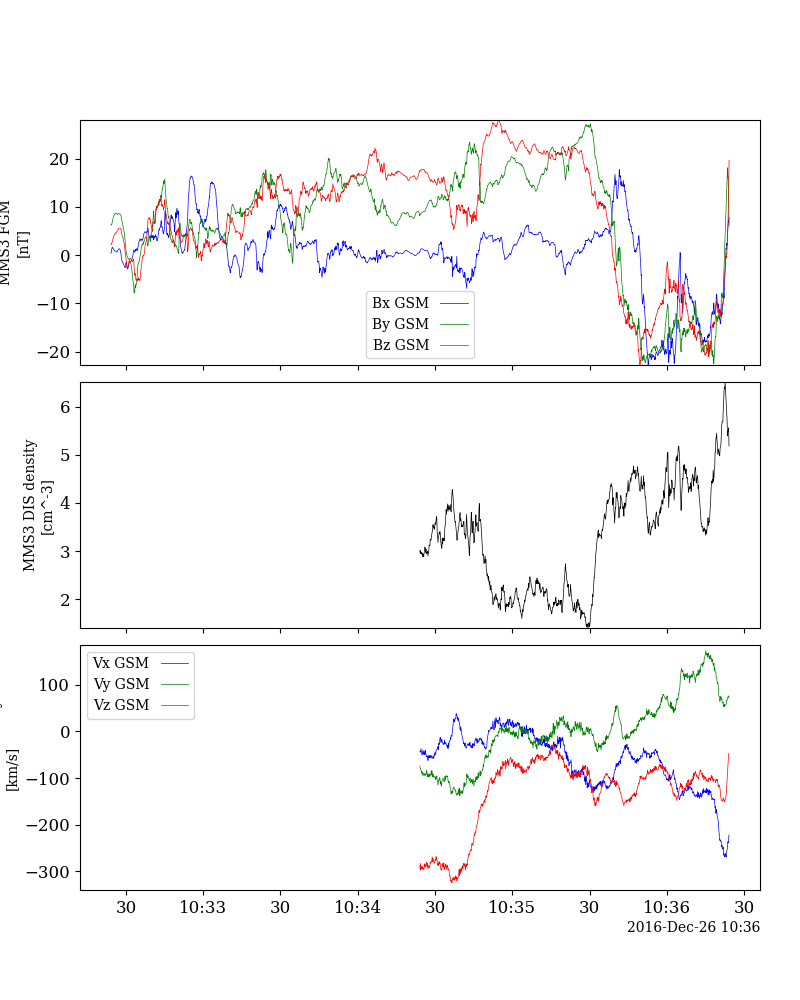 MMS3 FGM
[nT]
20
10
0
−10
−20
Bx GSM
By GSM
Bz GSM
MMS3 DIS density
[cm^-3]
6
5
4
3
2
[km/s]
100
0
−100
−200
−300
Vx GSM
Vy GSM
Vz GSM
30 10:33 30 10:34 30 10:35 30 10:36 30
2016-Dec-26 10:36